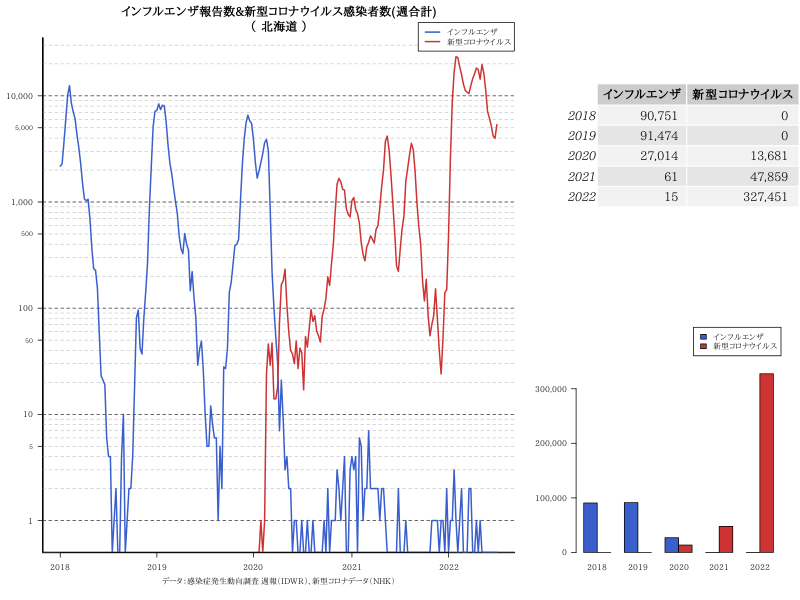 インフルエンザ報告数&新型コロナウイルス感染者数(週合計)
( 北海道 )
インフルエンザ
新型コロナウイルス
10,000
5,000
1,000
500
100
50
10
5
1
2018 2019 2020 2021 2022
データ:感染症発生動向調査 週報(IDWR)、新型コロナデータ(NHK)
インフルエンザ 新型コロナウイルス
2018 90,751 0
2019 91,474 0
2020 27,014 13,681
2021 61 47,859
2022 15 327,451
インフルエンザ
新型コロナウイルス
300,000
200,000
100,000
0
2018 2019 2020 2021 2022